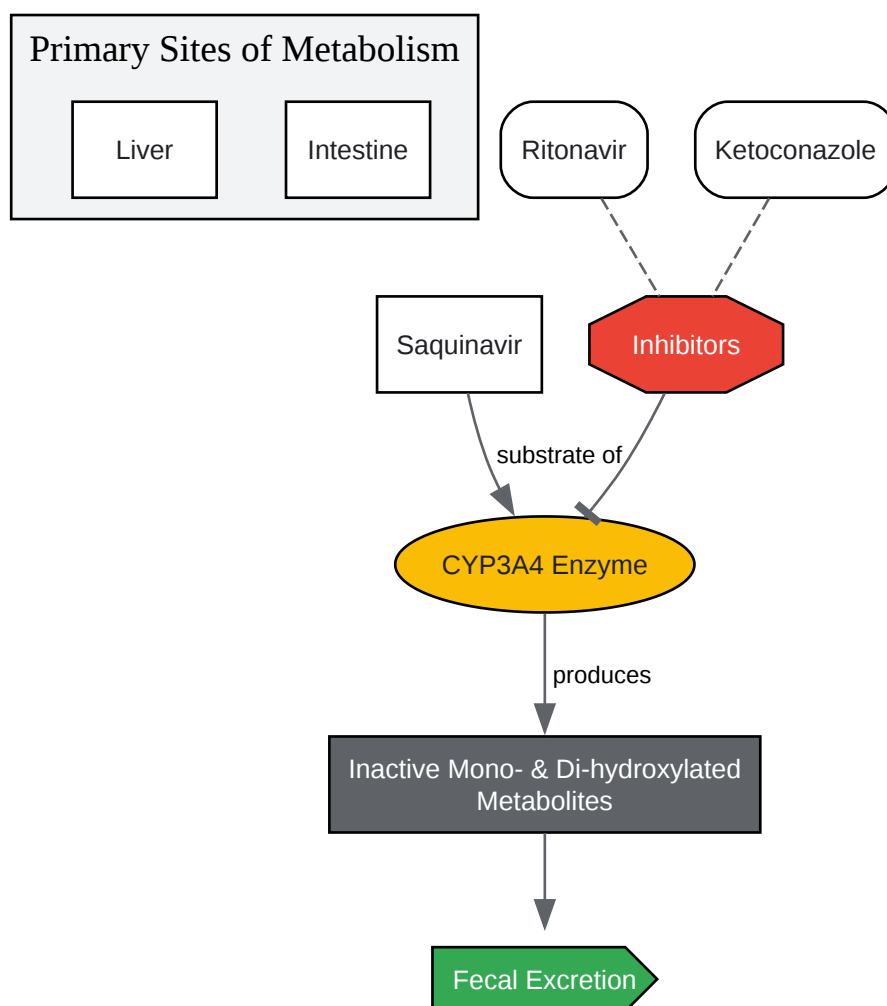 Primary Sites of Metabolism
Liver
Intestine
Ritonavir
Ketoconazole
Saquinavir
Inhibitors
substrate of
CYP3A4 Enzyme
produces
Inactive Mono- & Di-hydroxylated
Metabolites
Fecal Excretion